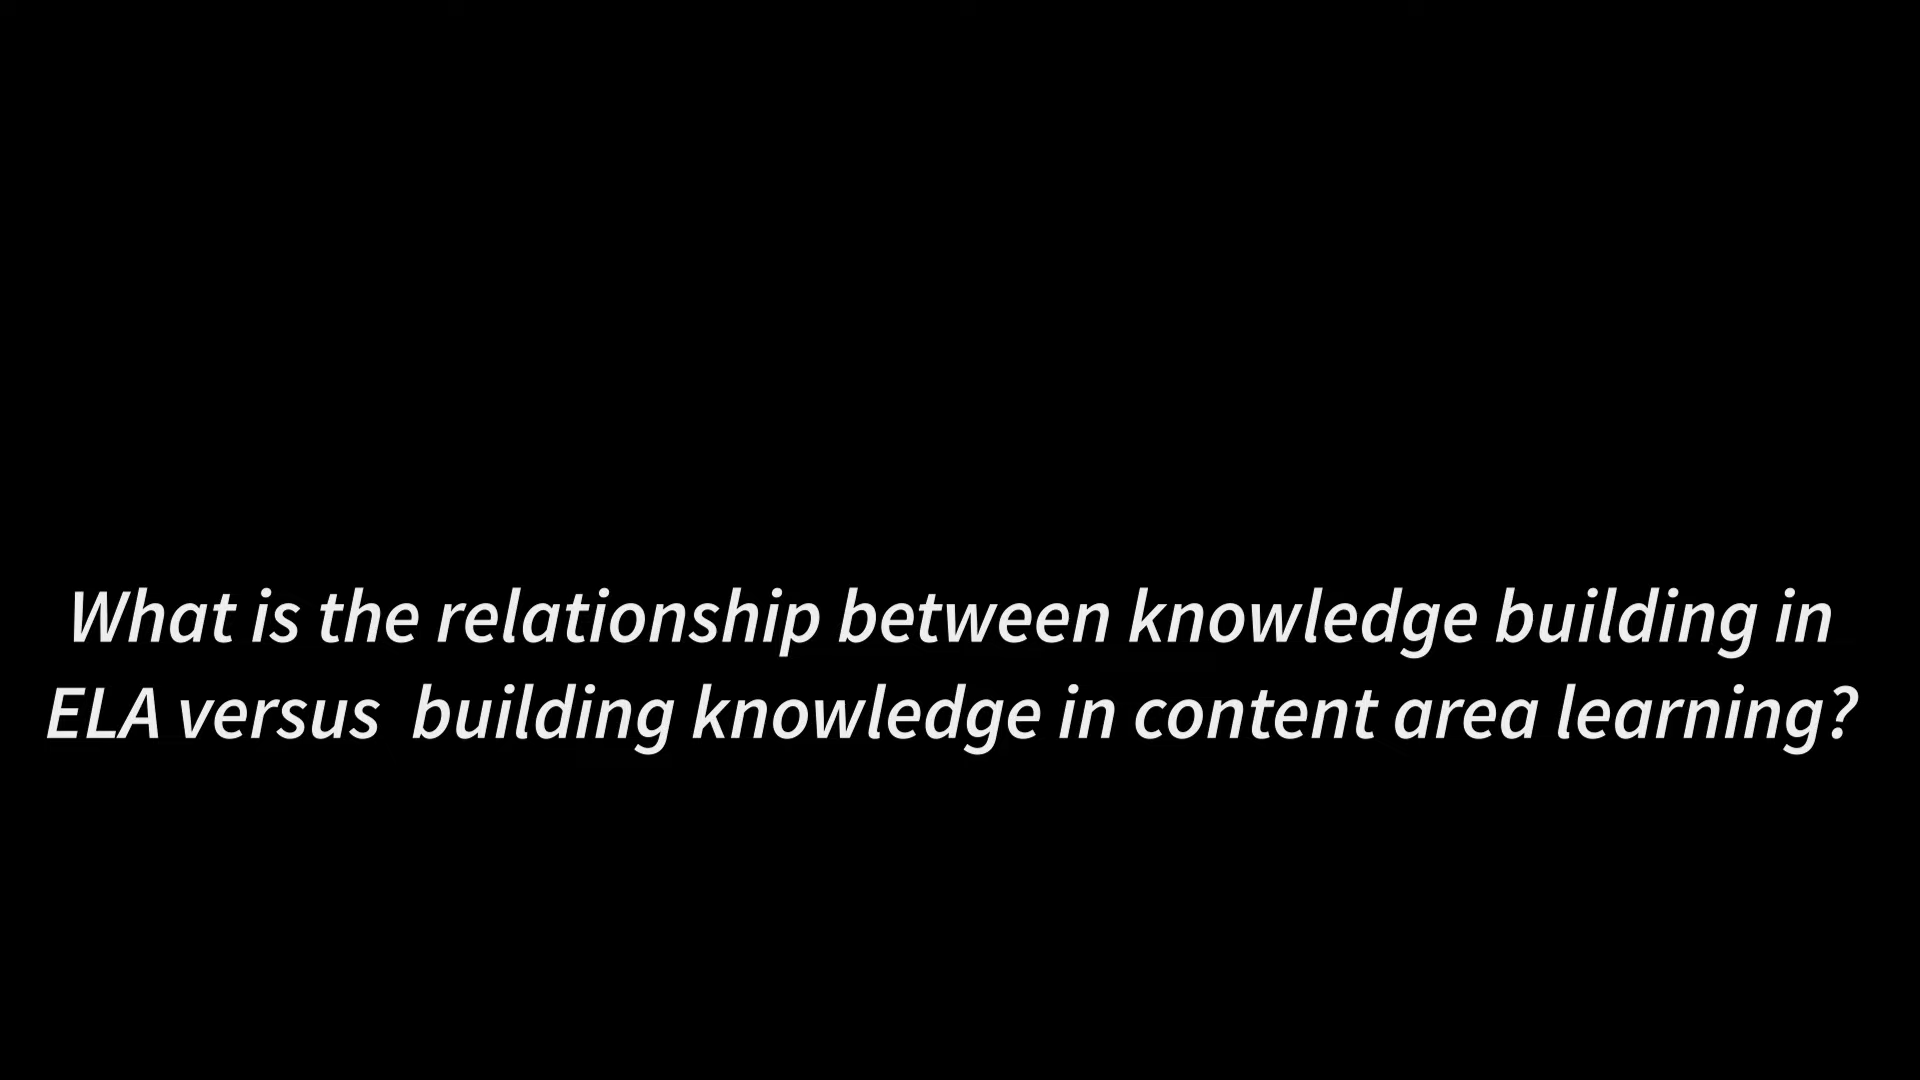 What is the relationship between knowledge building in
ELA versus  building knowledge in content area learning?